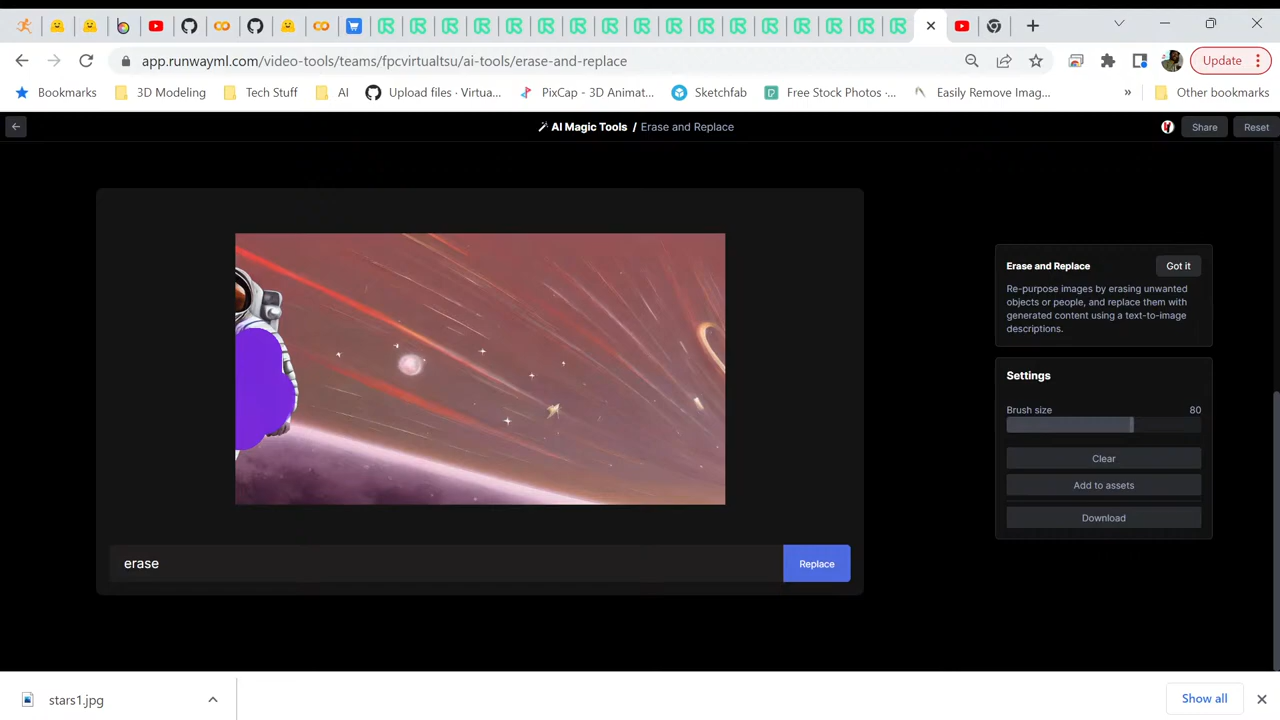 Update
app.runwayml.com/video-tools/teams/fpcvirtualtsu/ai-tools/erase-and-replace
Bookmarks
3D Modeling
Tech Stuff
AI
Upload files · Virtua...
PixCap - 3D Animat...
Sketchfab
Free Stock Photos ·...
Easily Remove Imag...
»
Other bookmarks
AI Magic Tools / Erase and Replace
Share
Reset
Erase and Replace
Got it
Re-purpose images by erasing unwanted
objects or people, and replace them with
generated content using a text-to-image
descriptions.
Settings
Brush size 80
Clear
Add to assets
Download
erase
Replace
stars1.jpg
Show all